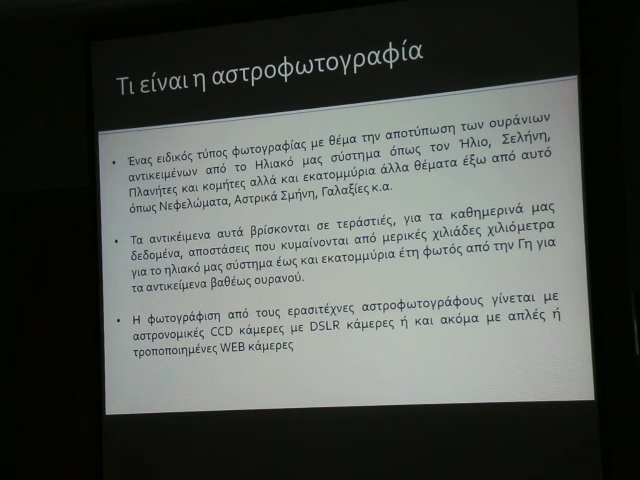 Τι είναι η αστροφωτογραφία
• Ένας ειδικός τύπος φωτογραφίας με θέμα την αποτύπωση των ουράνιων
αντικειμένων από το Ηλιακό μας σύστημα όπως τον Ήλιο, Σελήνη,
Πλανήτες και κομήτες αλλά και εκατομμύρια άλλα θέματα έξω από αυτό
όπως Νεφελώματα, Αστρικά Σμήνη, Γαλαξίες κ.α.
• Τα αντικείμενα αυτά βρίσκονται σε τεράστιές, για τα καθημερινά μας
δεδομένα, αποστάσεις που κυμαίνονται από μερικές χιλιάδες χιλιόμετρα
για το ηλιακό μας σύστημα έως και εκατομμύρια έτη φωτός από την Γη για
τα αντικείμενα βαθέως ουρανού.
• Η φωτογράφιση από τους ερασιτέχνες αστροφωτογράφους γίνεται με
αστρονομικές CCD κάμερες με DSLR κάμερες ή και ακόμα με απλές ή
τροποποιημένες WEB κάμερες